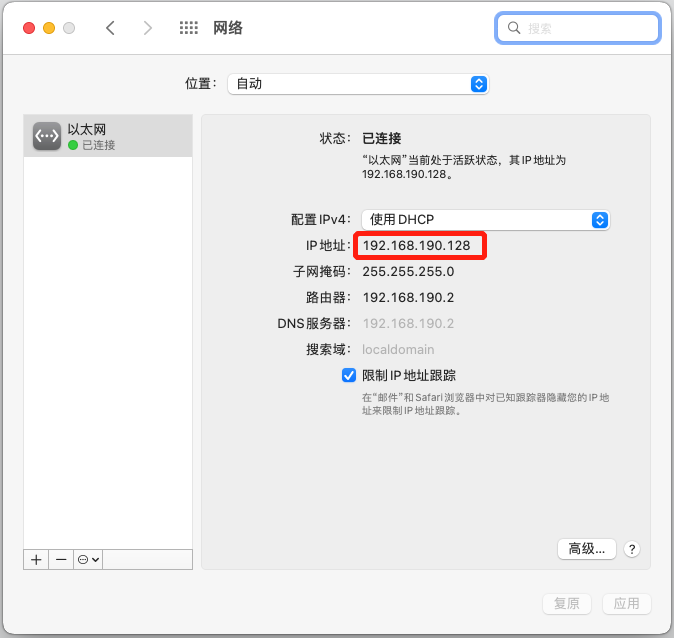 网络
搜索
位置: 自动
以太网
已连接
状态: 已连接
“以太网”当前处于活跃状态，其 IP 地址为
192.168.190.128。
配置 IPv4: 使用 DHCP
IP 地址: 192.168.190.128
子网掩码: 255.255.255.0
路由器: 192.168.190.2
DNS 服务器: 192.168.190.2
搜索域: localdomain
限制 IP 地址跟踪
在“邮件”和 Safari 浏览器中对已知跟踪器隐藏您的 IP 地
址来限制 IP 地址跟踪。
高级... ?
复原 应用